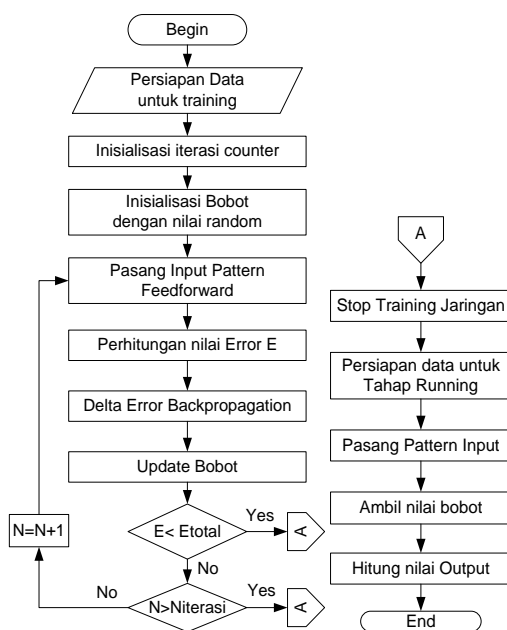 Begin
Persiapan Data
untuk training
Inisialisasi iterasi counter
Inisialisasi Bobot
dengan nilai random
Pasang Input Pattern
Feedforward
Perhitungan nilai Error E
Delta Error Backpropagation
Update Bobot
E< Etotal
Yes
A
No
N>Niterasi
Yes
A
No
N=N+1
A
Stop Training Jaringan
Persiapan data untuk
Tahap Running
Pasang Pattern Input
Ambil nilai bobot
Hitung nilai Output
End